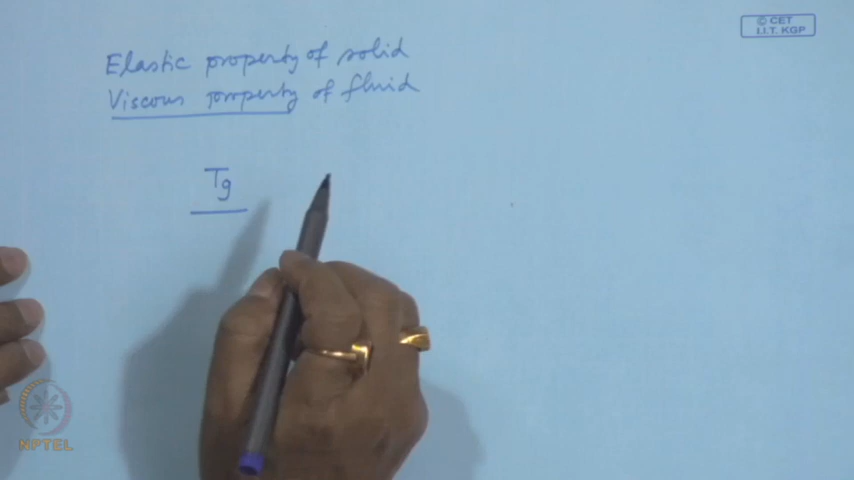 © CET
I.I.T. KGP
Elastic property of solid
Viscous property of fluid
Tg
NPTEL